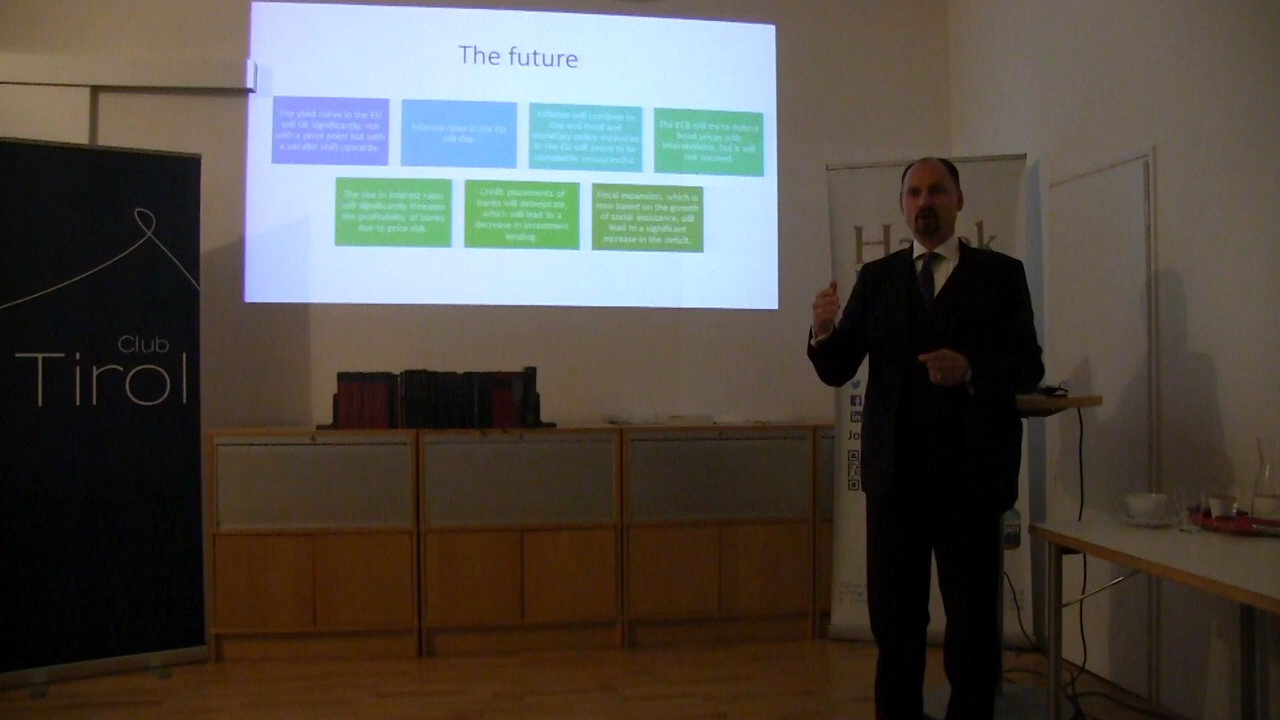 The future
The yield curve in the EU
will tilt significantly, not
with a pivot point but with
a parallel shift upwards.
Interest rates in the EU
will rise.
Inflation will continue to
rise and fiscal and
monetary policy measures
in the EU will prove to be
completely unsuccessful.
The ECB will try to defend
bond prices with
interventions, but it will
not succeed.
The rise in interest rates
will significantly threaten
the profitability of banks
due to price risk.
Credit placements of
banks will deteriorate,
which will lead to a
decrease in investment
lending.
Fiscal expansion, which is
now based on the growth
of social assistance, will
lead to a significant
increase in the deficit.
Club
Tirol
in
Jo